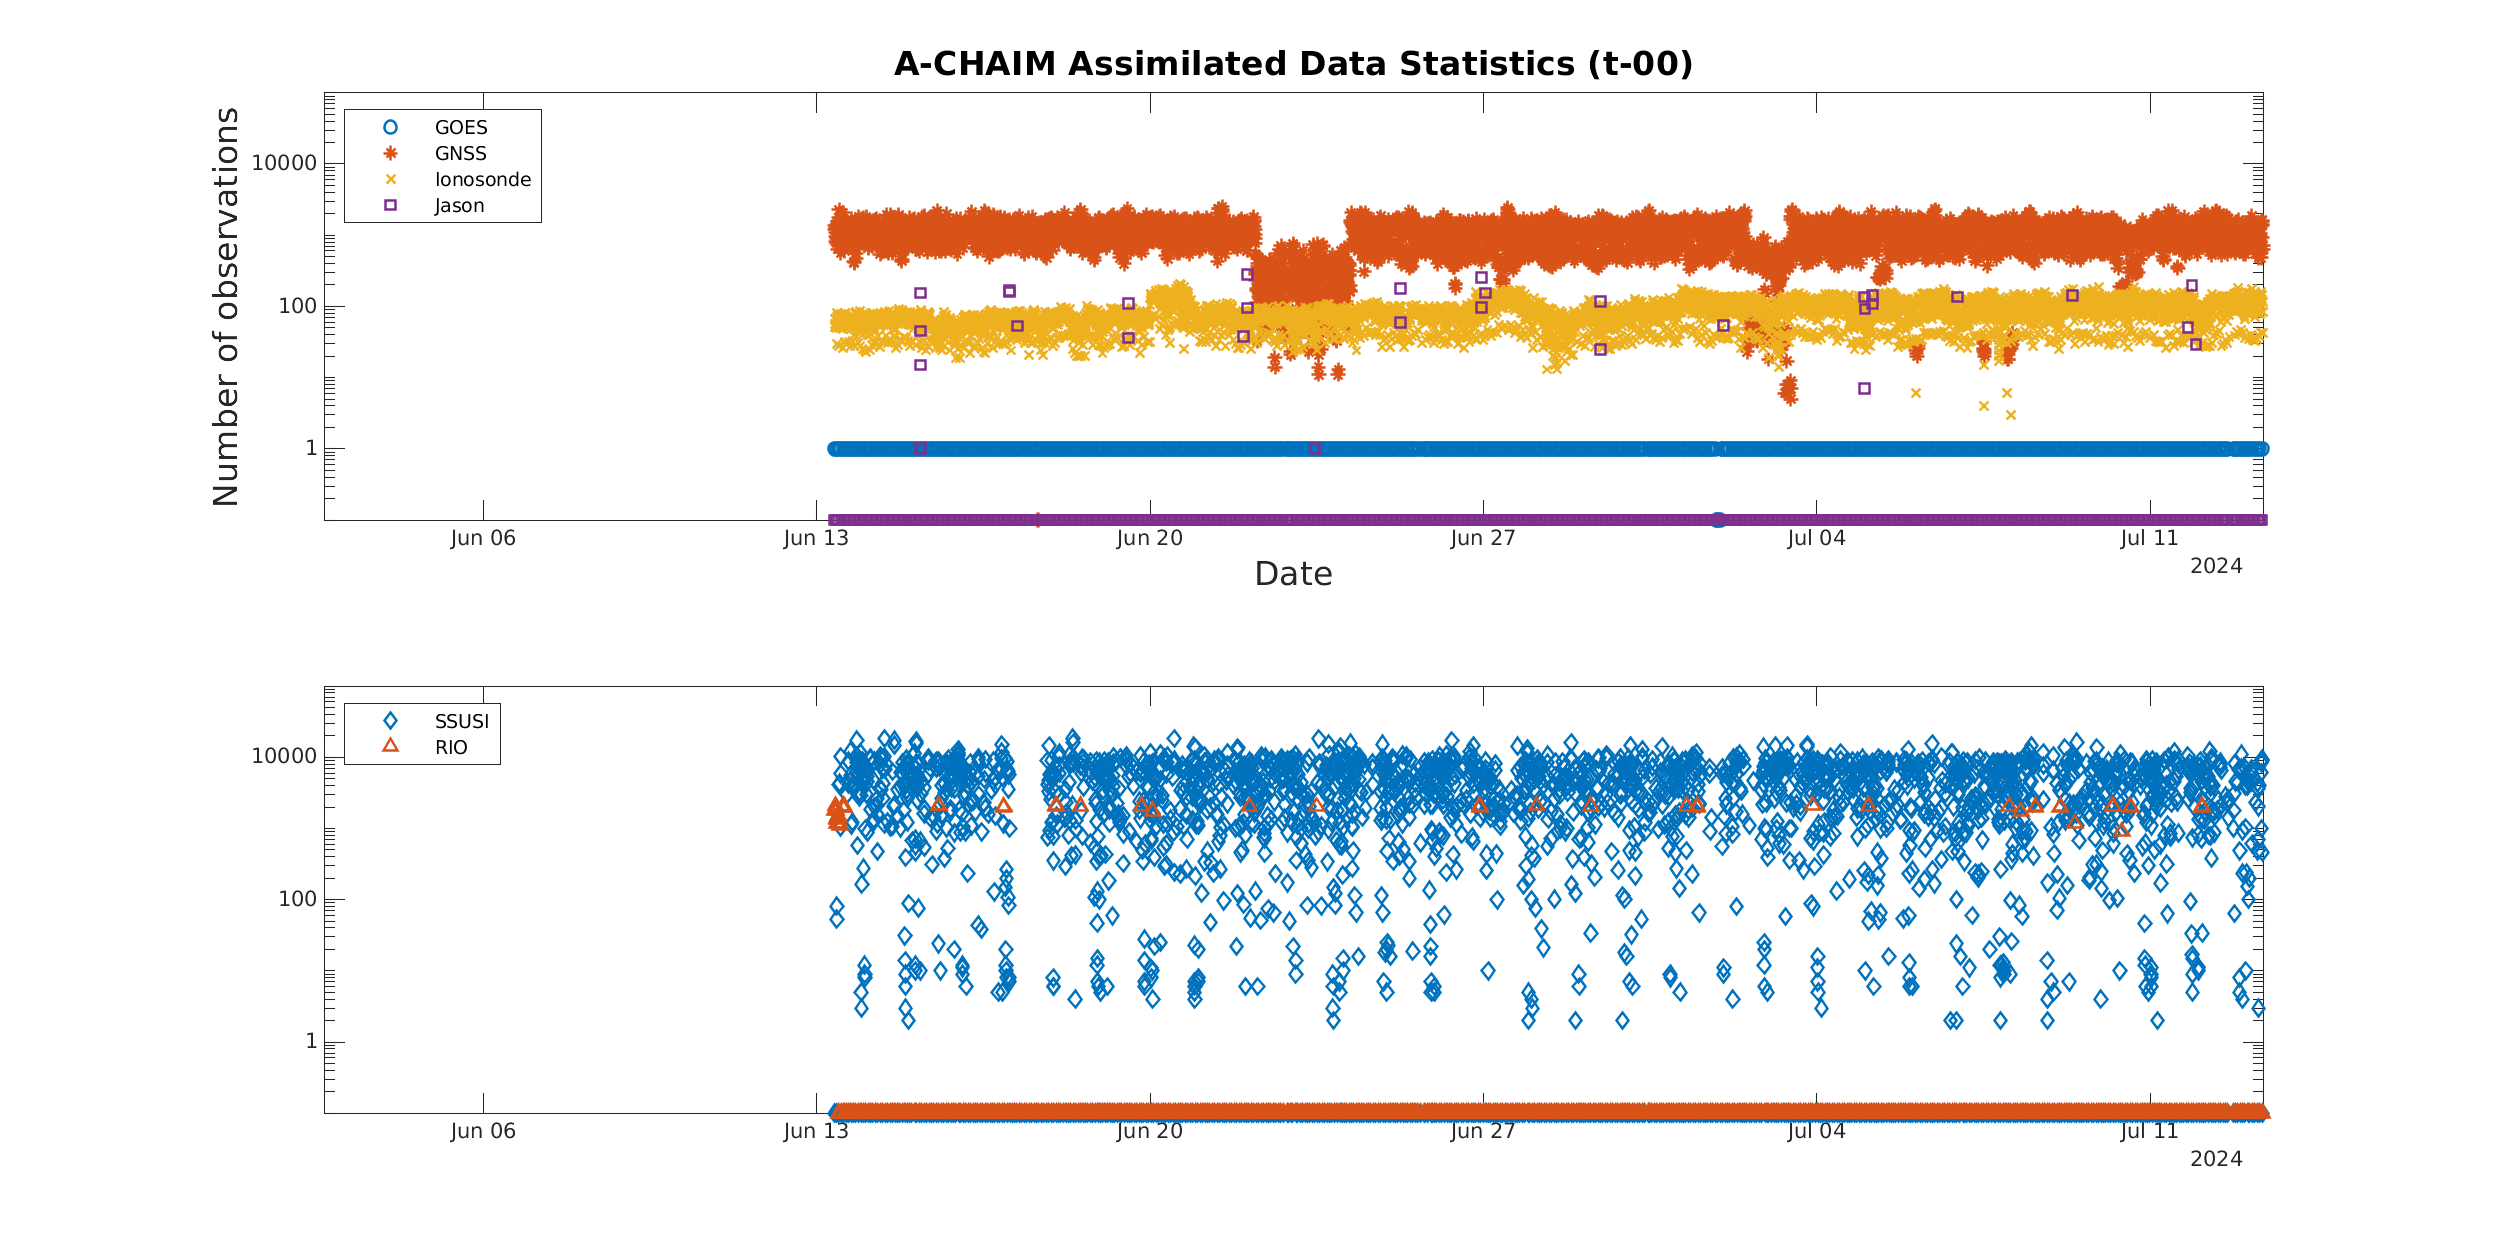 A-CHAIM Assimilated Data Statistics (t-00)
Number of observations
10000
100
1
GOES
GNSS
Ionosonde
Jason
Jun 06
Jun 13
Jun 20
Jun 27
Jul 04
Jul 11
2024
Date
10000
100
1
SSUSI
RIO
Jun 06
Jun 13
Jun 20
Jun 27
Jul 04
Jul 11
2024